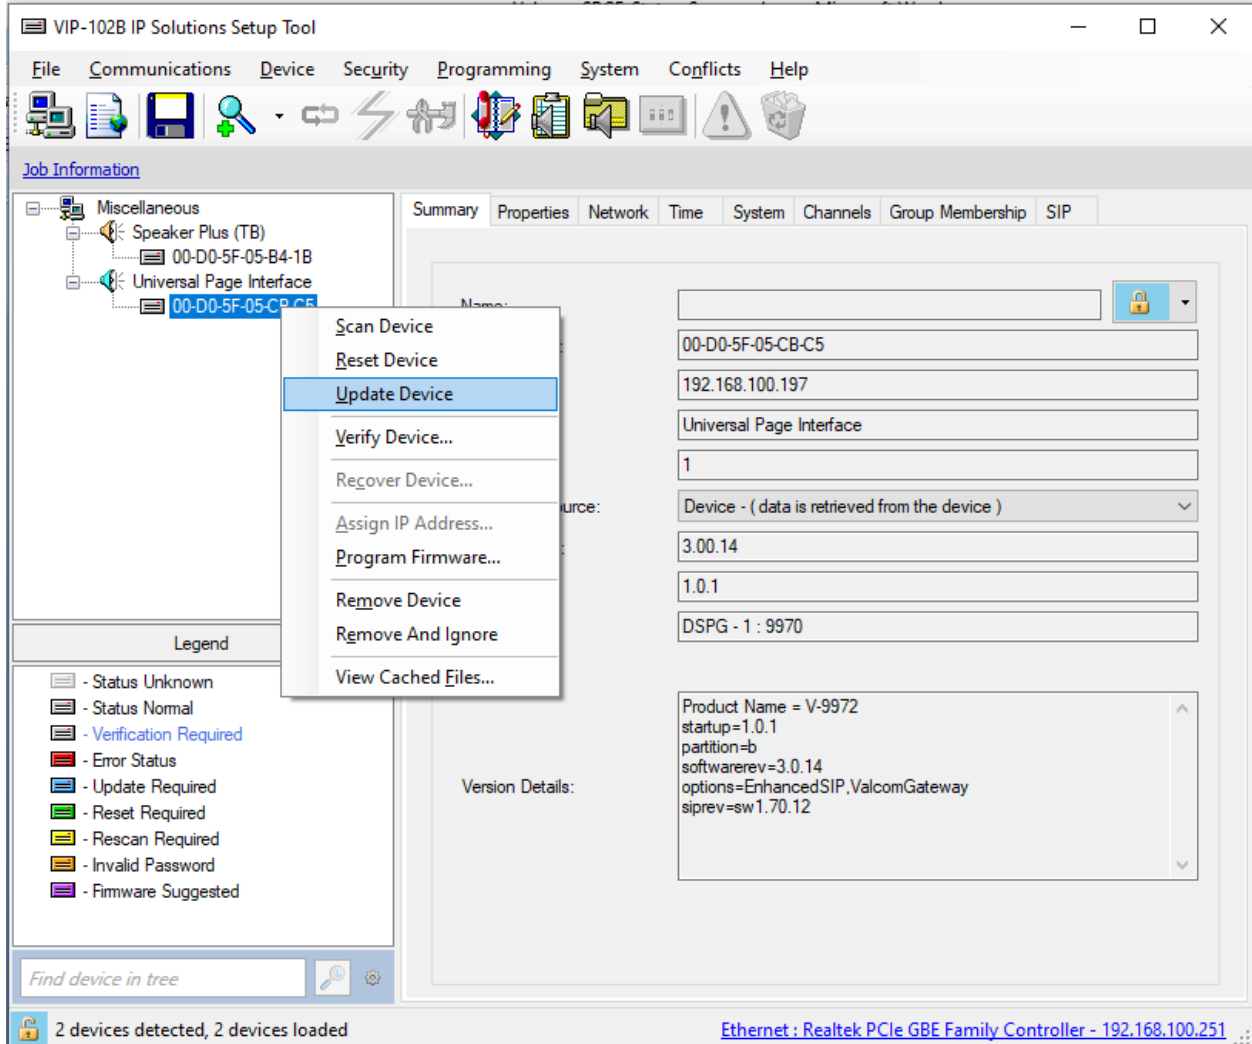 VIP-102B IP Solutions Setup Tool
File Communications Device Security Programming System Conflicts Help
Job Information
Miscellaneous
Speaker Plus (TB)
00-D0-5F-05-B4-1B
Universal Page Interface
00-D0-5F-05-CB-C5
Scan Device
Reset Device
Update Device
Verify Device...
Recover Device...
Assign IP Address...
Program Firmware...
Remove Device
Remove And Ignore
View Cached Files...
Legend
- Status Unknown
- Status Normal
- Verification Required
- Error Status
- Update Required
- Reset Required
- Rescan Required
- Invalid Password
- Firmware Suggested
Find device in tree
Summary Properties Network Time System Channels Group Membership SIP
Name:
00-D0-5F-05-CB-C5
192.168.100.197
Universal Page Interface
1
urce: Device - ( data is retrieved from the device )
3.00.14
1.0.1
DSPG - 1 : 9970
Version Details:
Product Name = V-9972
startup=1.0.1
partition=b
softwarerev=3.0.14
options=EnhancedSIP,ValcomGateway
siprev=sw1.70.12
2 devices detected, 2 devices loaded
Ethernet : Realtek PCIe GBE Family Controller - 192.168.100.251